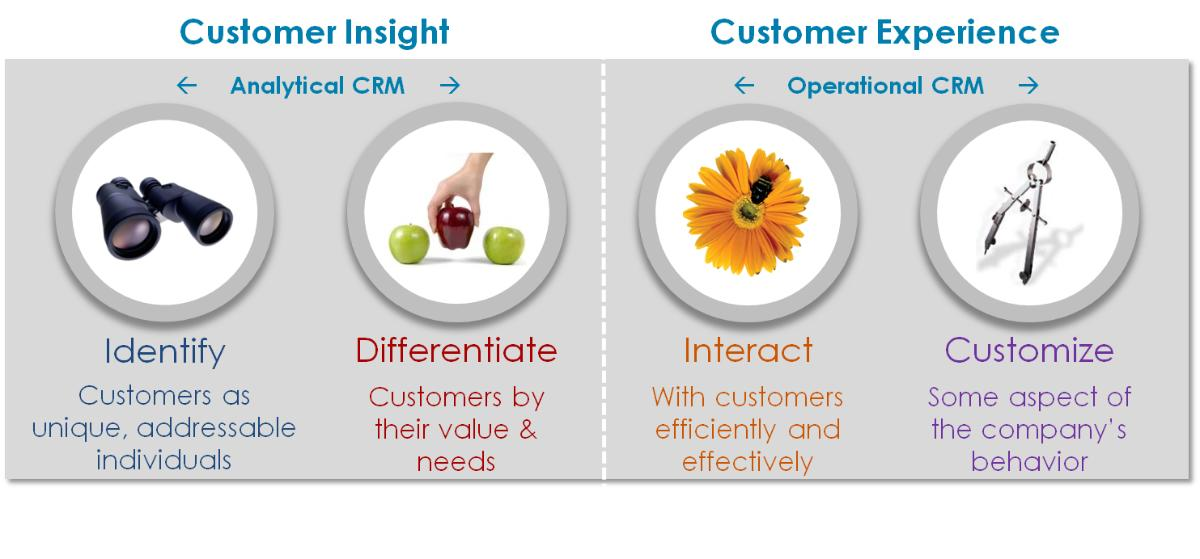 Customer Insight
Customer Experience
← Analytical CRM →
← Operational CRM →
Identify
Customers as
unique, addressable
individuals
Differentiate
Customers by
their value &
needs
Interact
With customers
efficiently and
effectively
Customize
Some aspect of
the company's
behavior